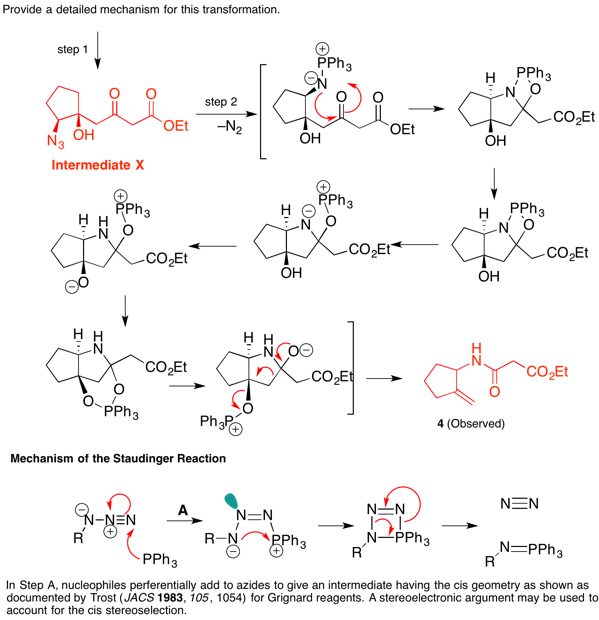 Provide a detailed mechanism for this transformation.
step 1
O O
OEt
OH
N3
Intermediate X
step 2
–N2
+
PPh3
–
N
O O
OEt
OH
H
N PPh3
O
CO2Et
OH
H
N PPh3
O
CO2Et
OH
+
PPh3
H – O
N
CO2Et
OH
+
PPh3
H H O
N
CO2Et
O
–
H H
N
CO2Et
O
O
PPh3
H H
N O –
CO2Et
O
Ph3P
+
H
N
CO2Et
O
4 (Observed)
Mechanism of the Staudinger Reaction
–
N N N
+
R
PPh3
A
N N
N PPh3
R – +
N N
N PPh3
R
N N
N PPh3
R
In Step A, nucleophiles perferentially add to azides to give an intermediate having the cis geometry as shown as
documented by Trost (JACS 1983, 105, 1054) for Grignard reagents. A stereoelectronic argument may be used to
account for the cis stereoselection.